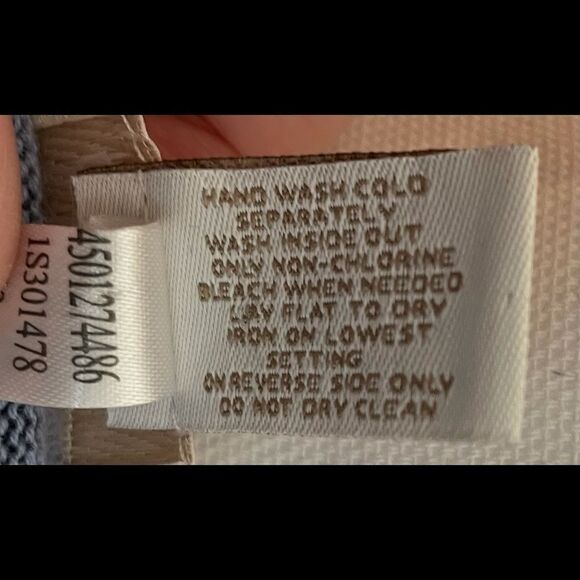 HAND WASH COLD
SEPARATELY
WASH INSIDE OUT
ONLY NON-CHLORINE
BLEACH WHEN NEEDED
LAY FLAT TO DRY
IRON ON LOWEST
SETTING
ON REVERSE SIDE ONLY
DO NOT DRY CLEAN
4501274486
1S301478